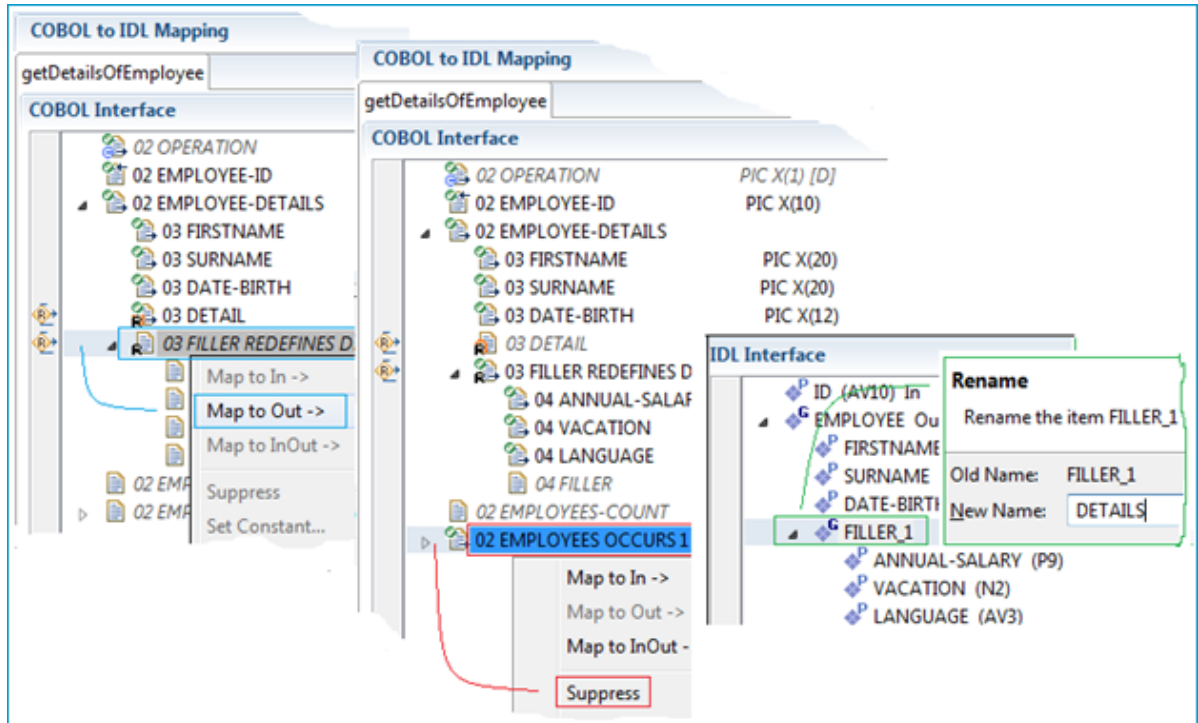 COBOL to IDL Mapping
getDetailsOfEmployee
COBOL Interface
02 OPERATION
02 EMPLOYEE-ID
02 EMPLOYEE-DETAILS
03 FIRSTNAME
03 SURNAME
03 DATE-BIRTH
03 DETAIL
03 FILLER REDEFINES D
Map to In ->
Map to Out ->
Map to InOut ->
02 EMP
Suppress
02 EMP
Set Constant...
COBOL to IDL Mapping
getDetailsOfEmployee
COBOL Interface
02 OPERATION PIC X(1) [D]
02 EMPLOYEE-ID PIC X(10)
02 EMPLOYEE-DETAILS
03 FIRSTNAME PIC X(20)
03 SURNAME PIC X(20)
03 DATE-BIRTH PIC X(12)
03 DETAIL
03 FILLER REDEFINES D
04 ANNUAL-SALAR
04 VACATION
04 LANGUAGE
04 FILLER
02 EMPLOYEES-COUNT
02 EMPLOYEES OCCURS 1
Map to In ->
Map to Out ->
Map to InOut -
Suppress
IDL Interface
ID (AV10) In
EMPLOYEE Ou
FIRSTNAME
SURNAME
DATE-BIRTH
FILLER_1
ANNUAL-SALARY (P9)
VACATION (N2)
LANGUAGE (AV3)
Rename
Rename the item FILLER_1
Old Name: FILLER_1
New Name: DETAILS